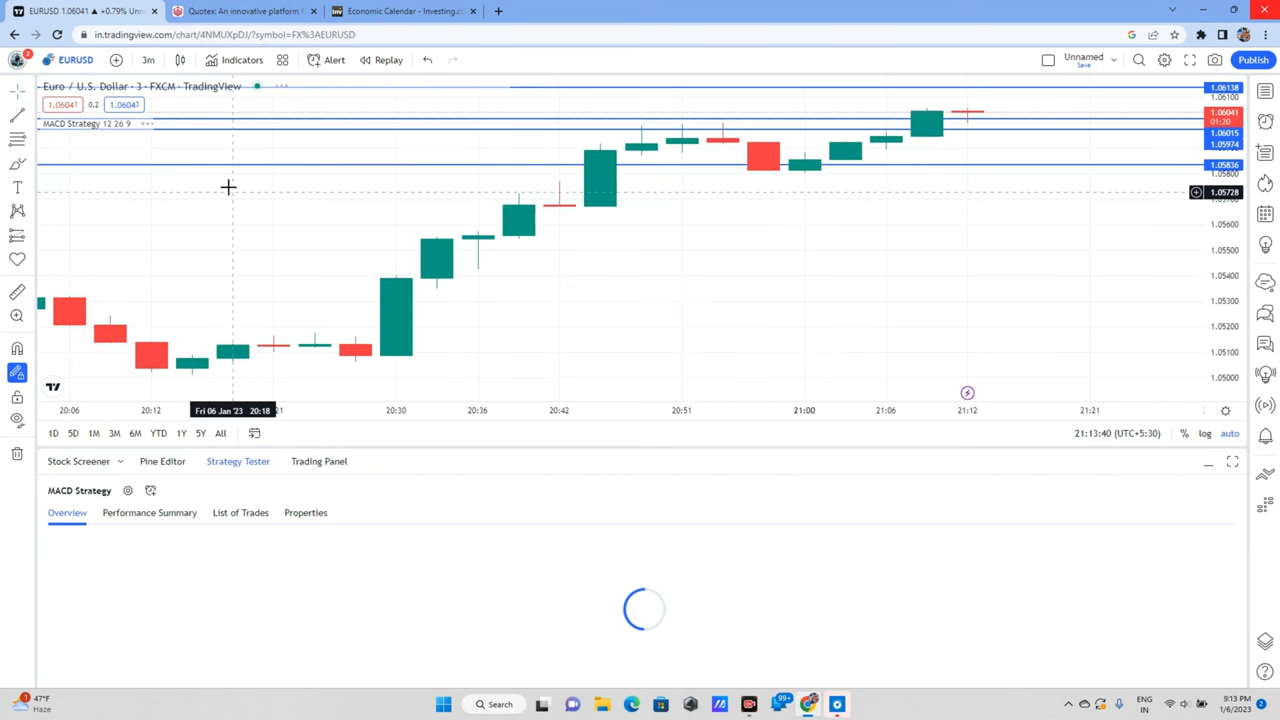 EURUSD 1.06041 ▲ +0.79% Unn
Quotex: An innovative platform f
Economic Calendar - Investing.c
in.tradingview.com/chart/4NMUXpDJ/?symbol=FX%3AEURUSD
2
EURUSD
3m
Indicators
Alert
Replay
Unnamed
Save
Publish
Euro / U.S. Dollar · 3 · FXCM · TradingView
1.06041 0.2 1.06043
MACD Strategy 12 26 9
1.06138
1.06100
1.06041
01:20
1.06015
1.05974
1.05836
1.05800
1.05728
1.05600
1.05500
1.05400
1.05300
1.05200
1.05100
1.05000
20:06 20:12 Fri 06 Jan '23 20:18 21 20:30 20:36 20:42 20:51 21:00 21:06 21:12 21:21
1D 5D 1M 3M 6M YTD 1Y 5Y All
21:13:40 (UTC+5:30) % log auto
Stock Screener Pine Editor Strategy Tester Trading Panel
MACD Strategy
Overview Performance Summary List of Trades Properties
47°F
Haze
1
Search
99+
ENG
IN
9:13 PM
1/6/2023
2